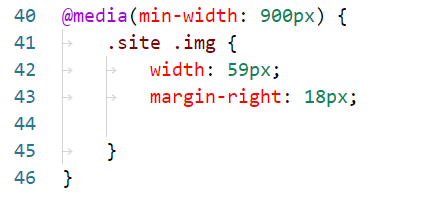 40 @media(min-width: 900px) {
41 .site .img {
42 width: 59px;
43 margin-right: 18px;
44
45 }
46 }